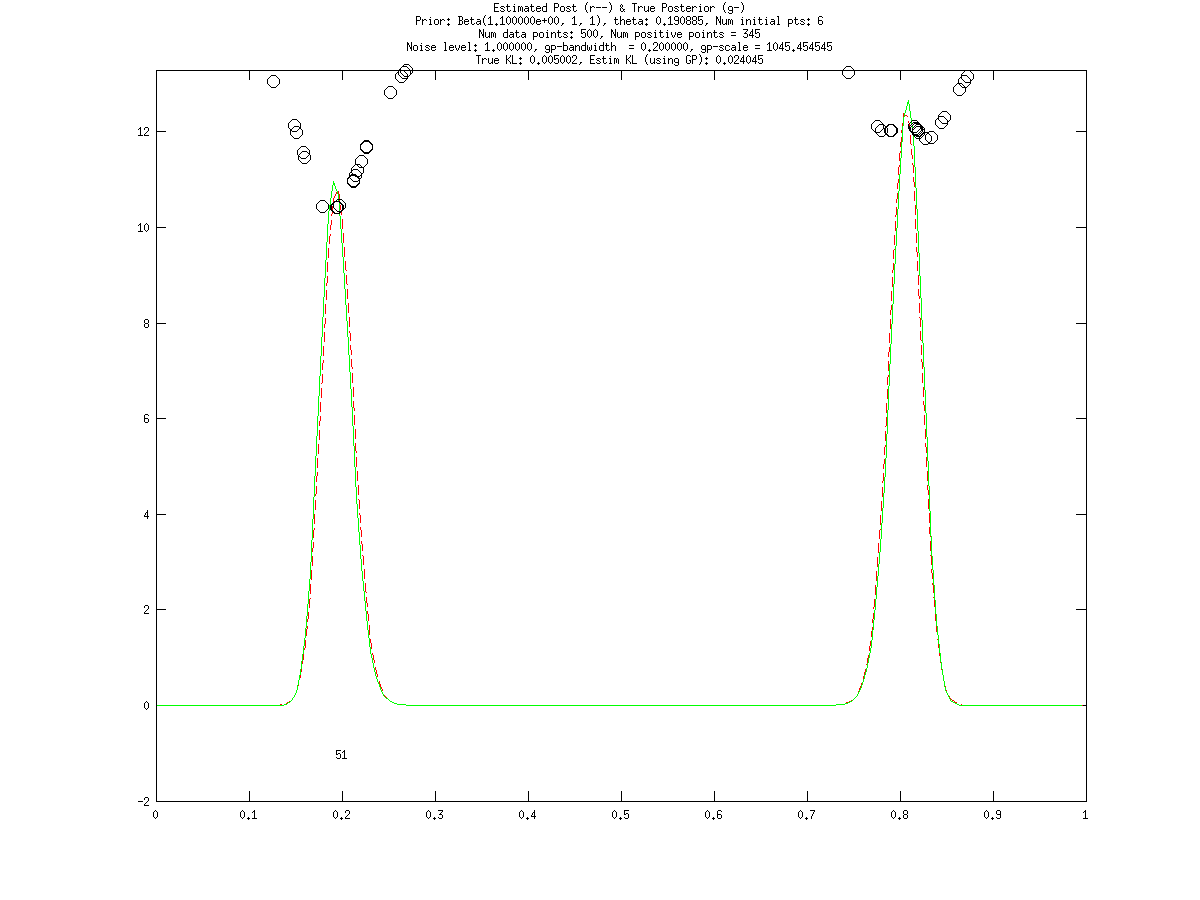 Estimated Post (r--) & True Posterior (g-)
Prior: Beta(1.100000e+00, 1, 1), theta: 0.190885, Num initial pts: 6
Num data points: 500, Num positive points = 345
Noise level: 1.000000, gp-bandwidth  = 0.200000, gp-scale = 1045.454545
True KL: 0.005002, Estim KL (using GP): 0.024045
12
10
8
6
4
2
0
51
-2
0 0.1 0.2 0.3 0.4 0.5 0.6 0.7 0.8 0.9 1